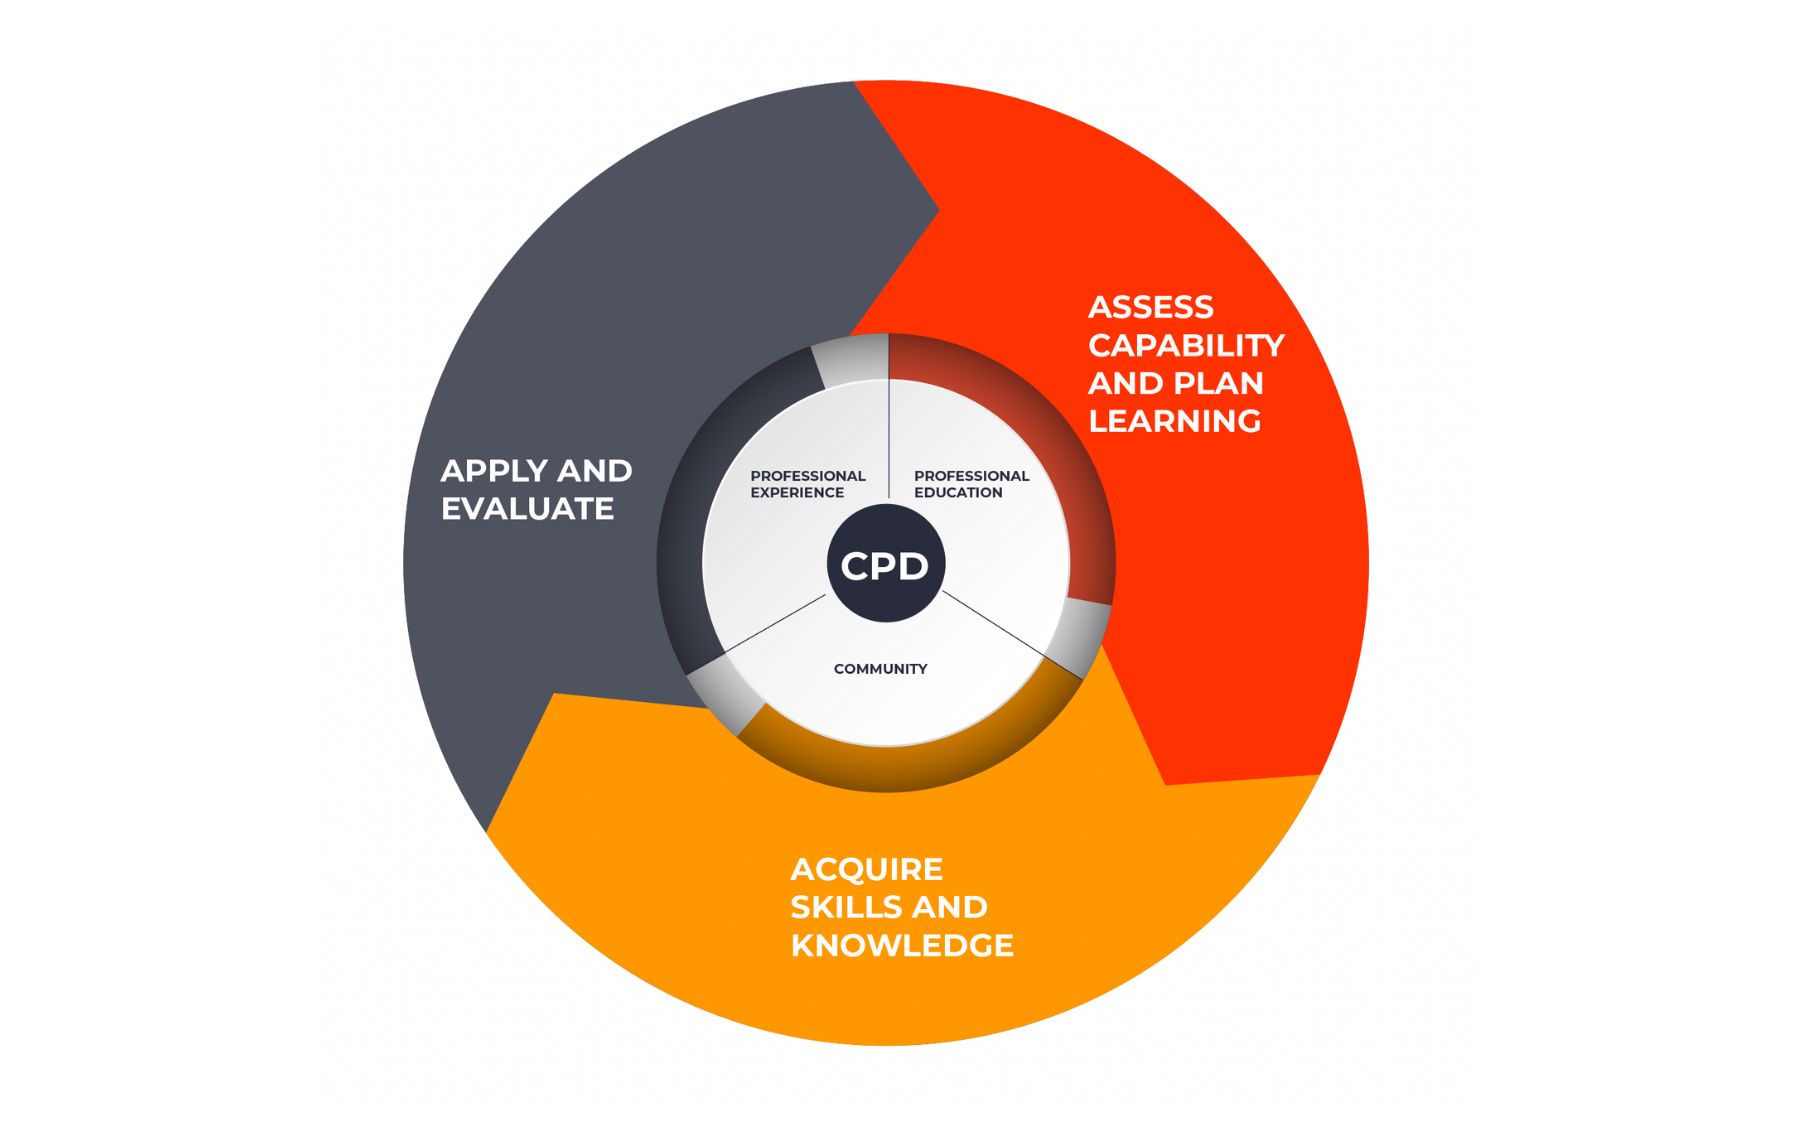 ASSESS
CAPABILITY
AND PLAN
LEARNING
APPLY AND
EVALUATE
PROFESSIONAL
EXPERIENCE
PROFESSIONAL
EDUCATION
CPD
COMMUNITY
ACQUIRE
SKILLS AND
KNOWLEDGE